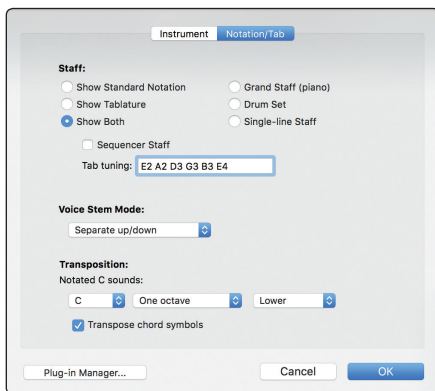 Instrument Notation/Tab
Staff:
Show Standard Notation Grand Staff (piano)
Show Tablature Drum Set
Show Both Single-line Staff
Sequencer Staff
Tab tuning: E2 A2 D3 G3 B3 E4
Voice Stem Mode:
Separate up/down
Transposition:
Notated C sounds:
C One octave Lower
Transpose chord symbols
Plug-in Manager... Cancel OK